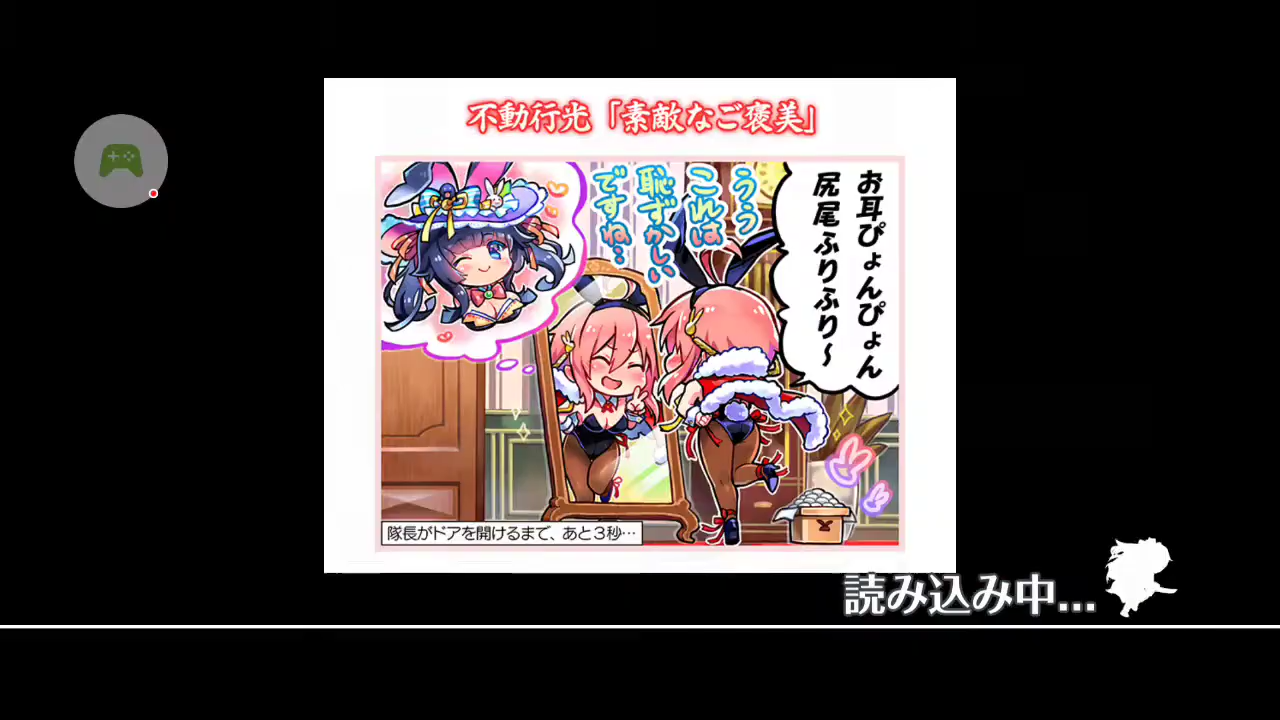 不動行光「素敵なご褒美」
お耳ぴょんぴょん
尻尾ふりふり～
うう
これは
恥ずかしい
ですね…
隊長がドアを開けるまで、あと3秒…
読み込み中...